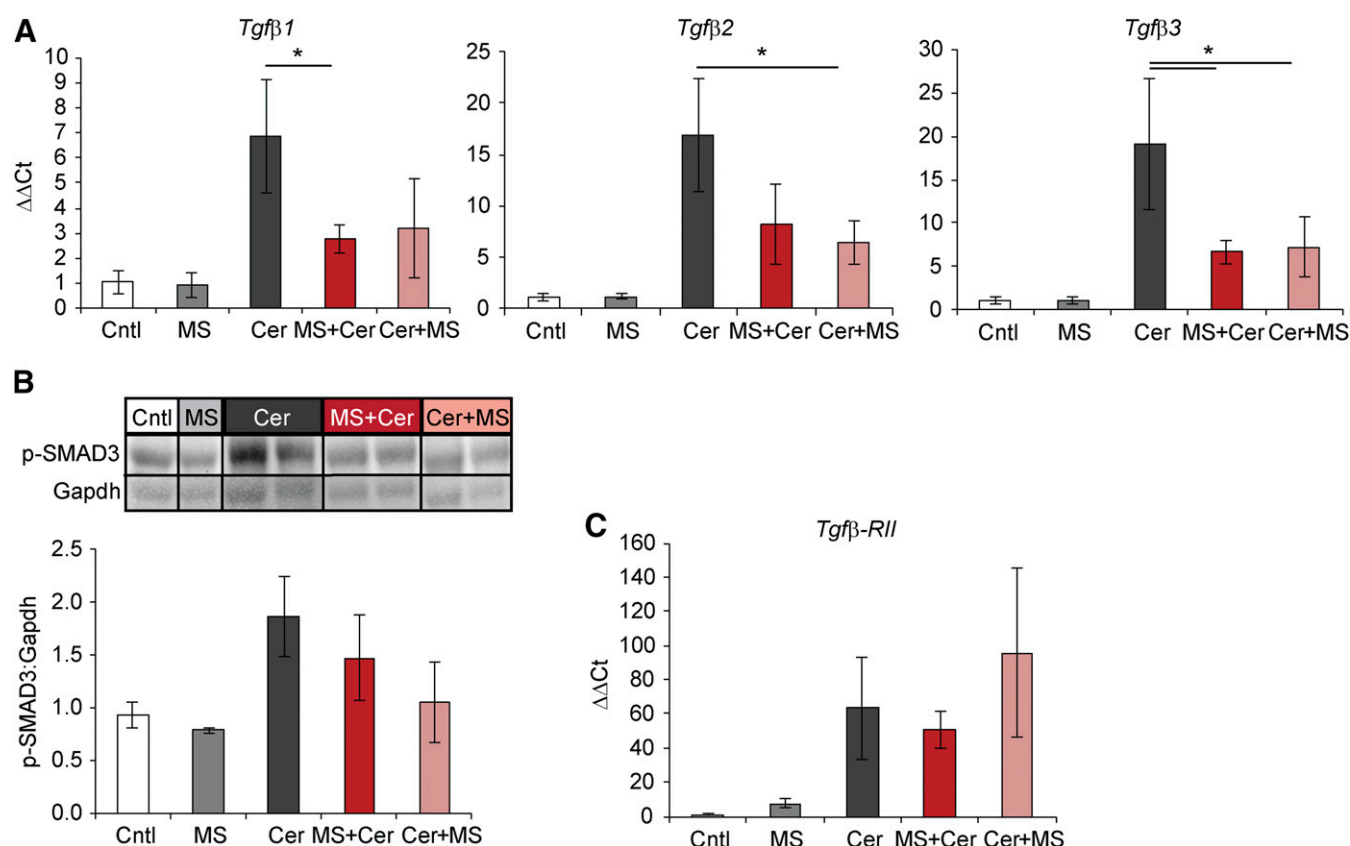 A
Tgfβ1
Tgfβ2
Tgfβ3
*
*
*
ΔΔCt
10
9
8
7
6
5
4
3
2
1
0
Cntl MS Cer MS+Cer Cer+MS
25
20
15
10
5
0
Cntl MS Cer MS+Cer Cer+MS
30
25
20
15
10
5
0
Cntl MS Cer MS+Cer Cer+MS
B
Cntl MS Cer MS+Cer Cer+MS
p-SMAD3
Gapdh
p-SMAD3:Gapdh
2.5
2.0
1.5
1.0
0.5
0.0
Cntl MS Cer MS+Cer Cer+MS
C
Tgfβ-RII
ΔΔCt
160
140
120
100
80
60
40
20
0
Cntl MS Cer MS+Cer Cer+MS